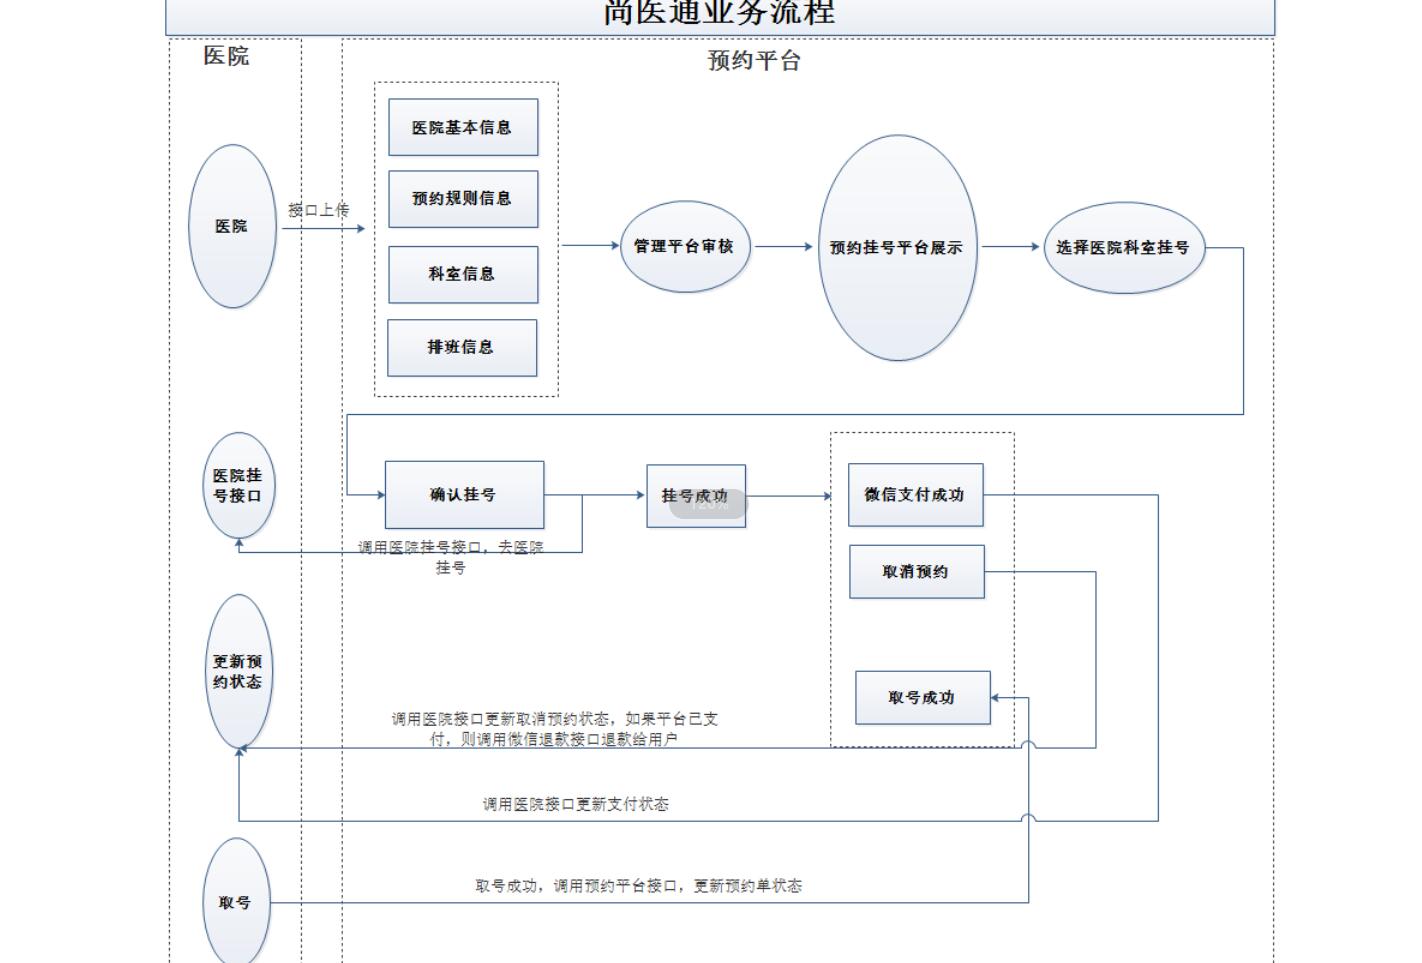 尚医通业务流程
医院
预约平台
医院基本信息
预约规则信息
科室信息
排班信息
医院
接口上传
管理平台审核
预约挂号平台展示
选择医院科室挂号
医院挂
号接口
确认挂号
挂号成功
120%
微信支付成功
调用医院挂号接口，去医院
挂号
取消预约
更新预
约状态
取号成功
调用医院接口更新取消预约状态，如果平台已支
付，则调用微信退款接口退款给用户
调用医院接口更新支付状态
取号成功，调用预约平台接口，更新预约单状态
取号